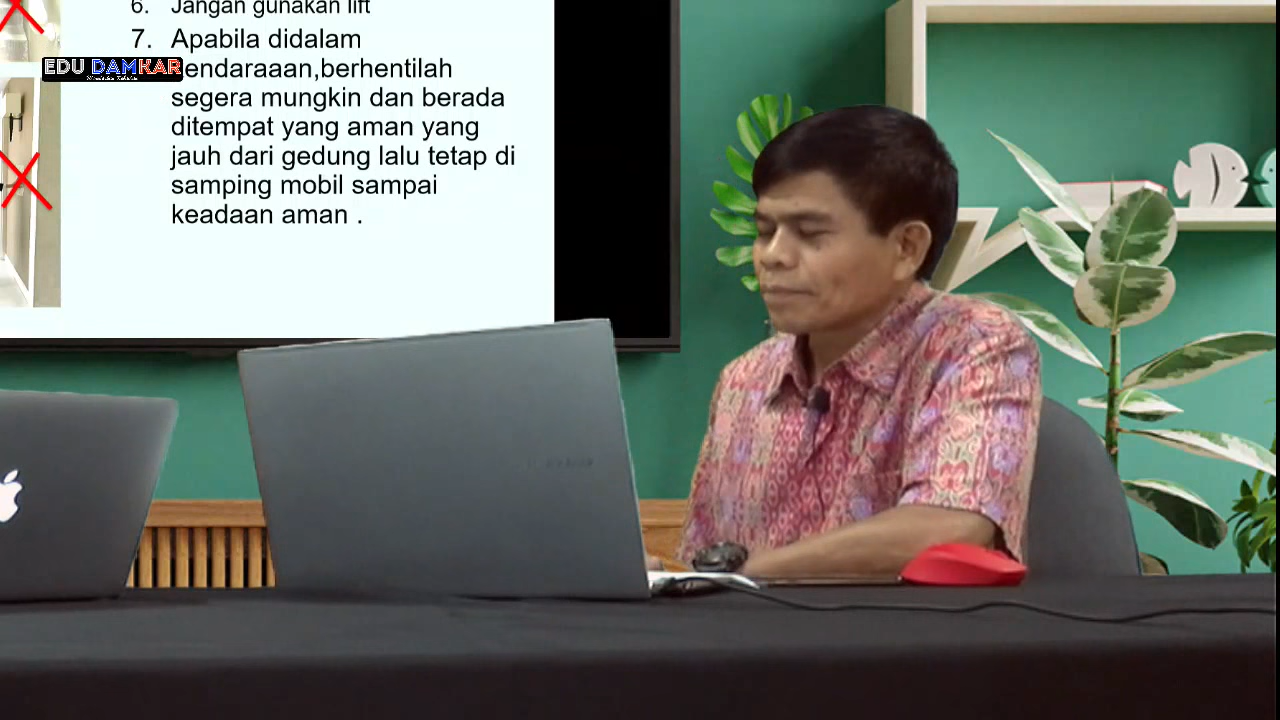 6. Jangan gunakan lift
7. Apabila didalam
EDU DAMKAR
endaraaan,berhentilah
segera mungkin dan berada
ditempat yang aman yang
jauh dari gedung lalu tetap di
samping mobil sampai
keadaan aman .